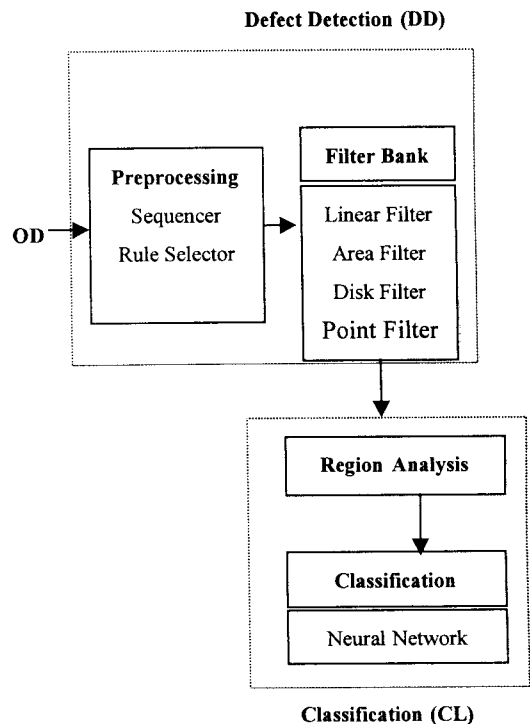 Defect Detection (DD)
OD
Preprocessing
Sequencer
Rule Selector
Filter Bank
Linear Filter
Area Filter
Disk Filter
Point Filter
Region Analysis
Classification
Neural Network
Classification (CL)